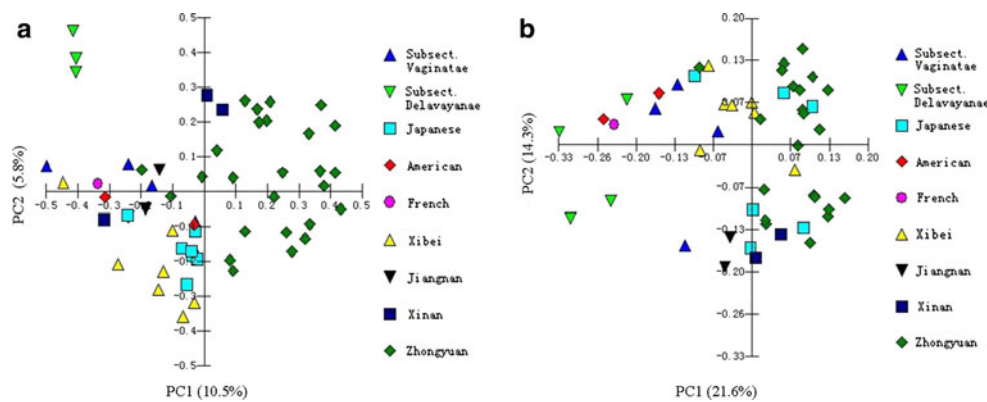 a
0.5
0.4
0.3
0.2
0.1
-0.5 -0.4 -0.3 -0.2 -0.1 0.1 0.2 0.3 0.4 0.5
-0.3
-0.4
-0.5
PC2 (5.8%)
PC1 (10.5%)
Subsect.
Vaginatae
Subsect.
Delavayanae
Japanese
American
French
Xibei
Jiangnan
Xinan
Zhongyuan
b
0.20
0.13
0.07
-0.33 -0.26 -0.20 -0.13 -0.07 0.07 0.13 0.20
-0.07
-0.13
-0.20
-0.26
-0.33
PC2 (14.3%)
PC1 (21.6%)
Subsect.
Vaginatae
Subsect.
Delavayanae
Japanese
American
French
Xibei
Jiangnan
Xinan
Zhongyuan